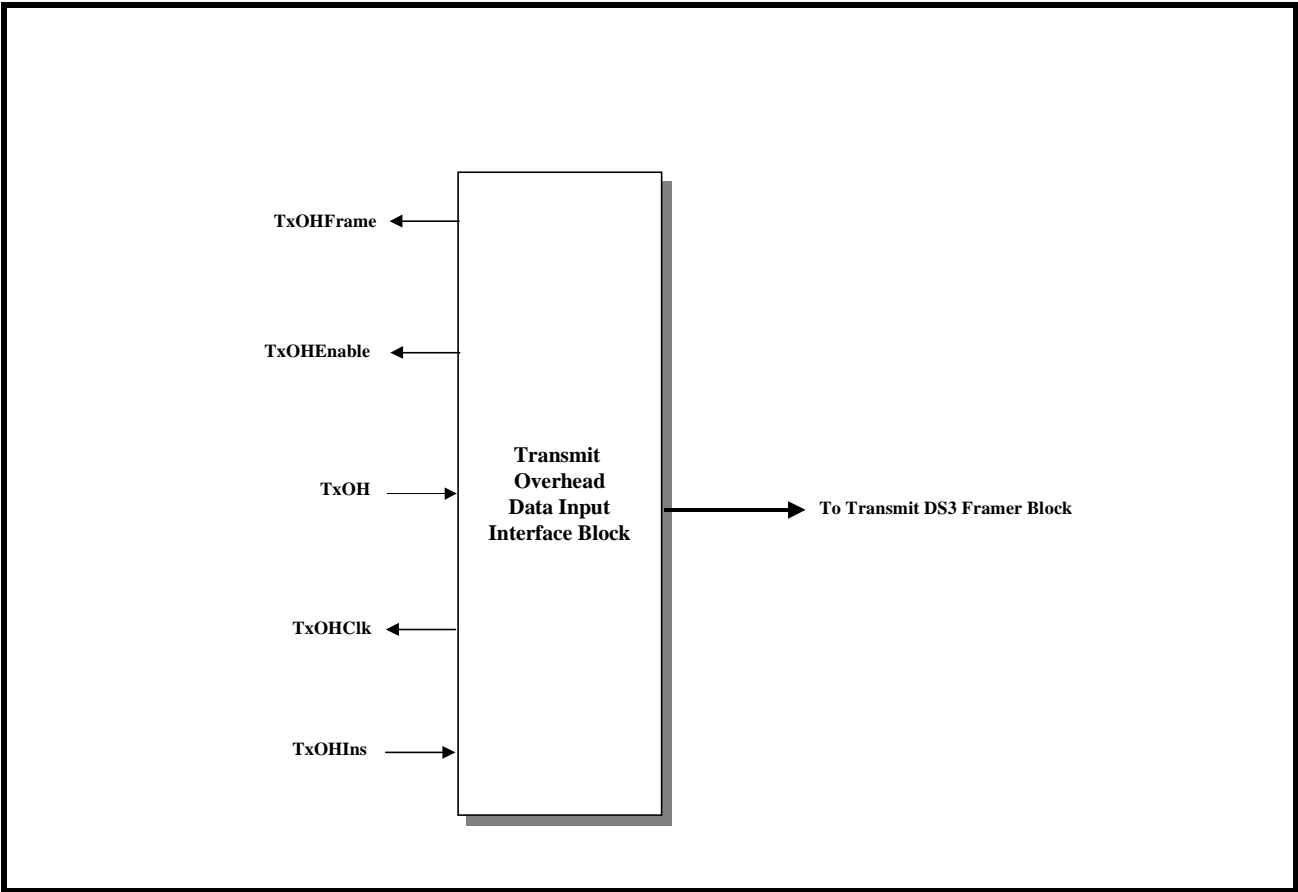 TxOHFrame
TxOHEnable
TxOH
TxOHClk
TxOHIns
Transmit
Overhead
Data Input
Interface Block
To Transmit DS3 Framer Block